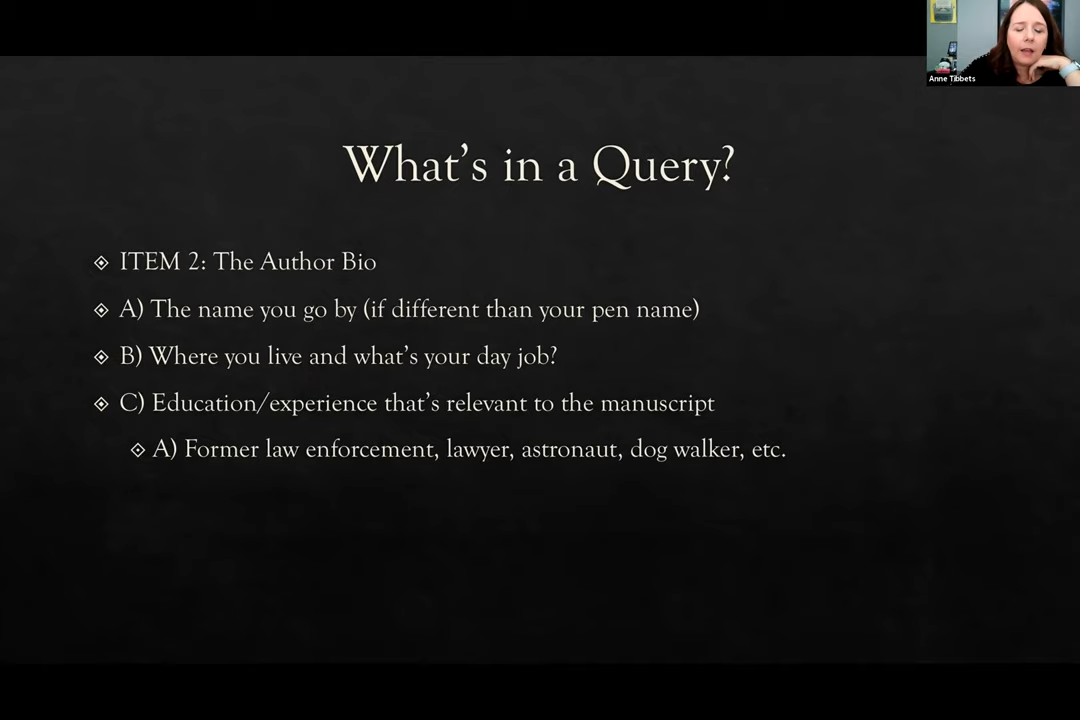 Anne Tibbets
What's in a Query?
ITEM 2: The Author Bio
A) The name you go by (if different than your pen name)
B) Where you live and what's your day job?
C) Education/experience that's relevant to the manuscript
A) Former law enforcement, lawyer, astronaut, dog walker, etc.